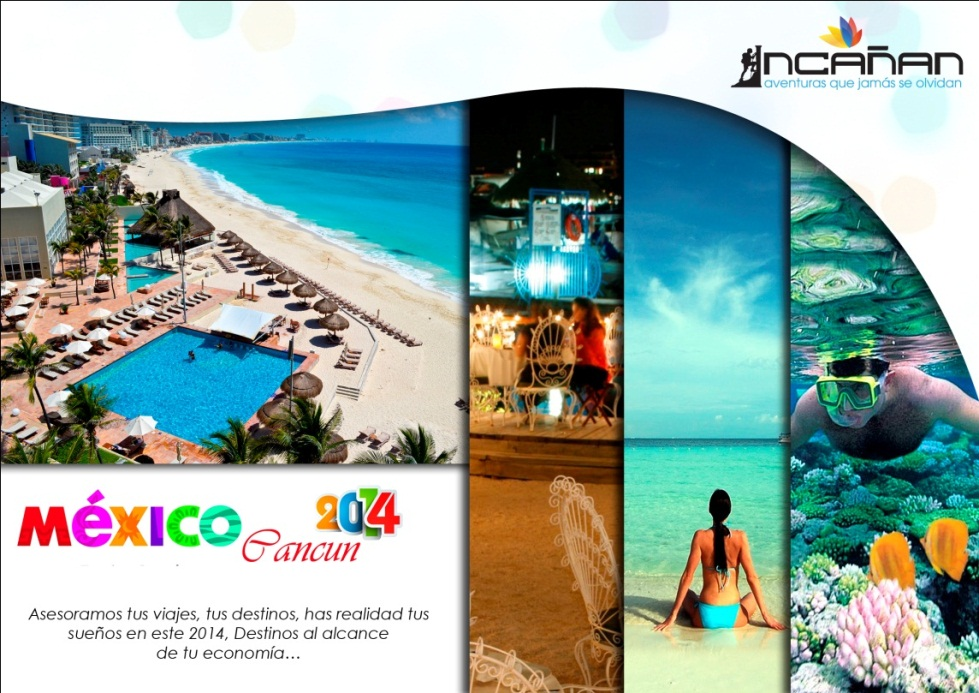 INCAÑAN
aventuras que jamás se olvidan
MéXICO
2014
Cancun
Asesoramos tus viajes, tus destinos, has realidad tus
sueños en este 2014, Destinos al alcance
de tu economía...